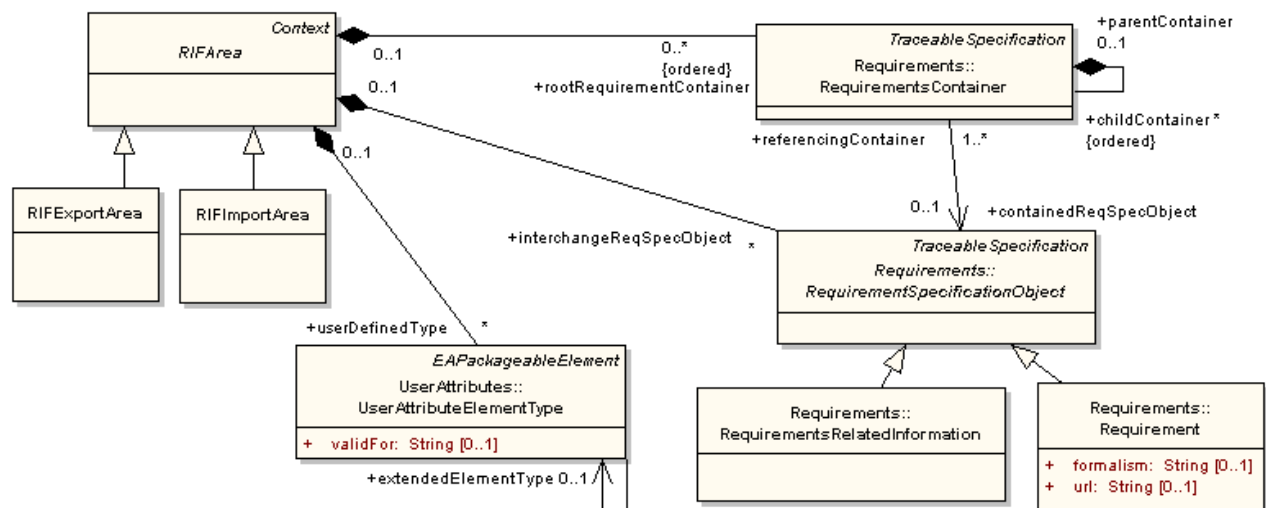 Context
RIFArea
0..1
0..*
{ordered}
+rootRequirementContainer
TraceableSpecification
Requirements::
RequirementsContainer
+parentContainer
0..1
+childContainer *
{ordered}
0..1
0..1
+referencingContainer
1..*
RIFExportArea
RIFImportArea
0..1
+containedReqSpecObject
+interchangeReqSpecObject
*
TraceableSpecification
Requirements::
RequirementSpecificationObject
+userDefinedType
*
EAPackageableElement
UserAttributes::
UserAttributeElementType
+ validFor: String [0..1]
+extendedElementType 0..1
Requirements::
RequirementsRelatedInformation
Requirements::
Requirement
+ formalism: String [0..1]
+ url: String [0..1]